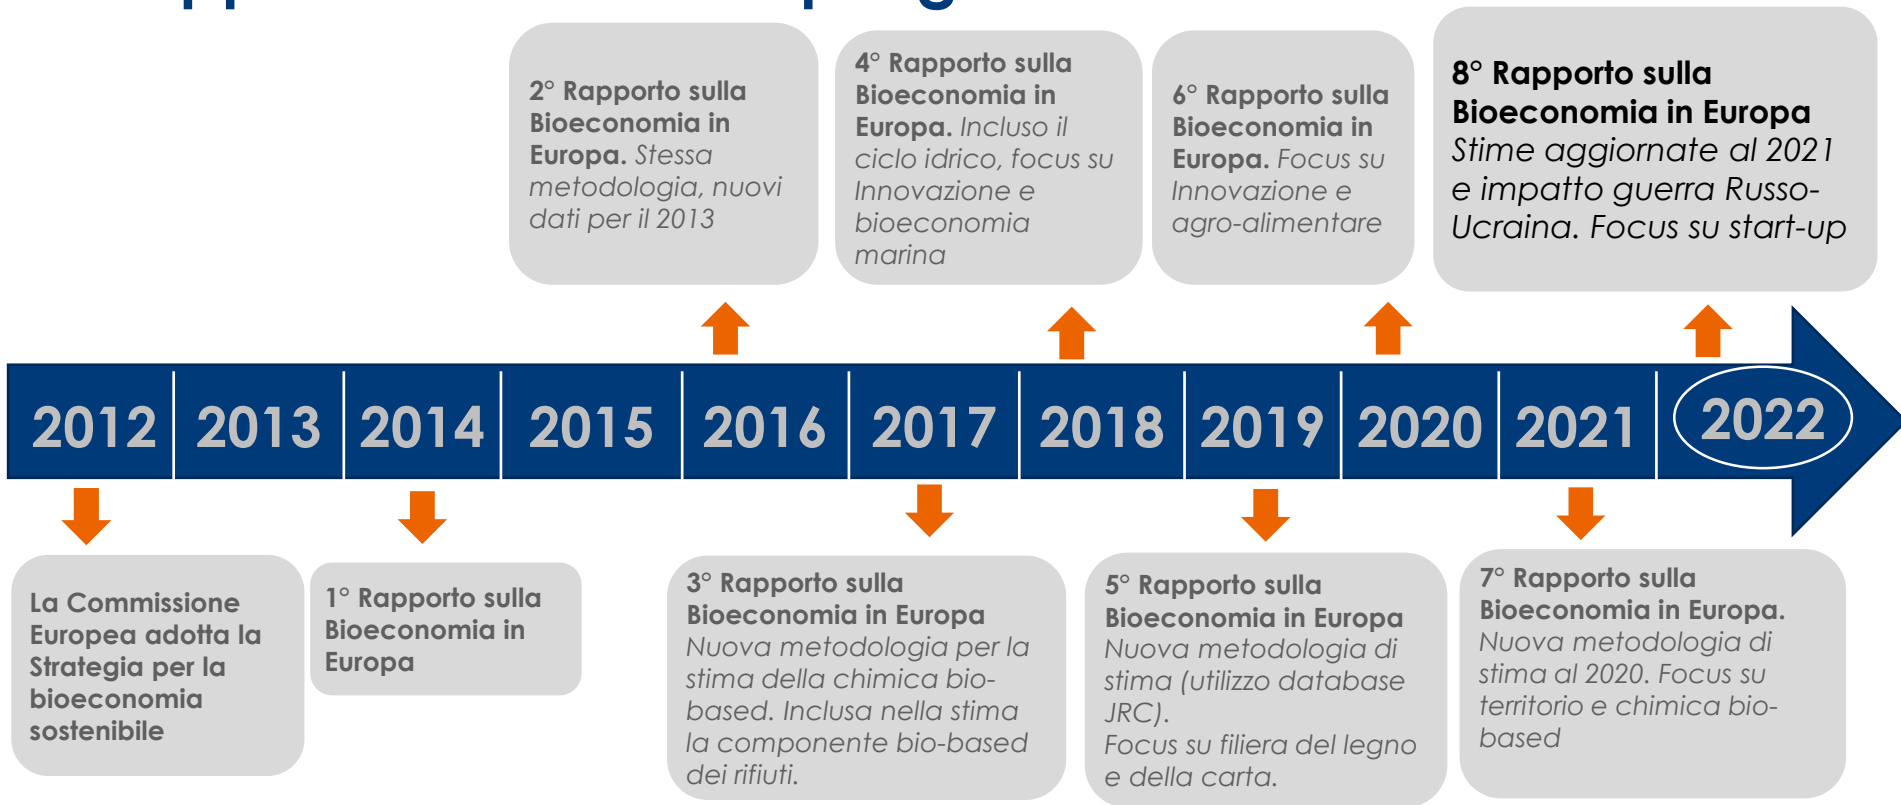 2° Rapporto sulla
Bioeconomia in
Europa. Stessa
metodologia, nuovi
dati per il 2013
4° Rapporto sulla
Bioeconomia in
Europa. Incluso il
ciclo idrico, focus su
Innovazione e
bioeconomia
marina
6° Rapporto sulla
Bioeconomia in
Europa. Focus su
Innovazione e
agro-alimentare
8° Rapporto sulla
Bioeconomia in Europa
Stime aggiornate al 2021
e impatto guerra Russo-
Ucraina. Focus su start-up
2012 2013 2014 2015 2016 2017 2018 2019 2020 2021 2022
La Commissione
Europea adotta la
Strategia per la
bioeconomia
sostenibile
1° Rapporto sulla
Bioeconomia in
Europa
3° Rapporto sulla
Bioeconomia in Europa
Nuova metodologia per la
stima della chimica bio-
based. Inclusa nella stima
la componente bio-based
dei rifiuti.
5° Rapporto sulla
Bioeconomia in Europa
Nuova metodologia di
stima (utilizzo database
JRC).
Focus su filiera del legno
e della carta.
7° Rapporto sulla
Bioeconomia in Europa.
Nuova metodologia di
stima al 2020. Focus su
territorio e chimica bio-
based